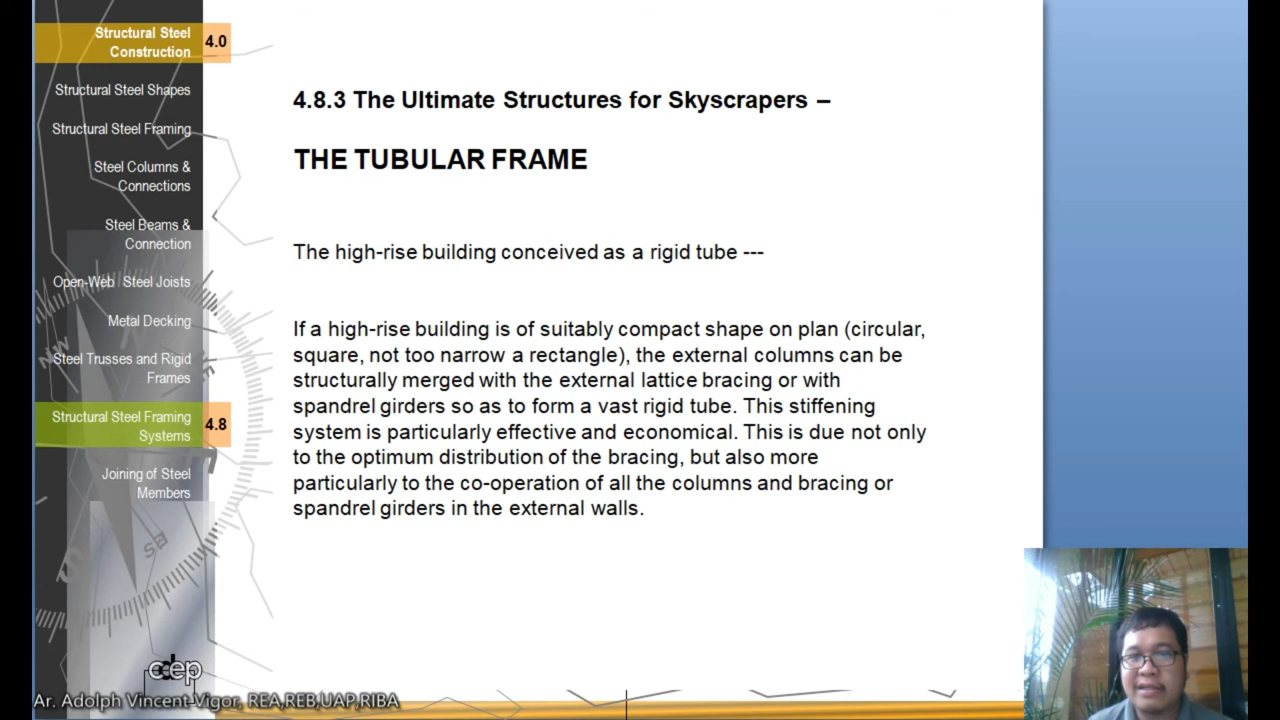 Structural Steel
Construction
4.0
Structural Steel Shapes
Structural Steel Framing
Steel Columns &
Connections
Steel Beams &
Connection
Open-Web Steel Joists
Metal Decking
Steel Trusses and Rigid
Frames
Structural Steel Framing
Systems
4.8
Joining of Steel
Members
4.8.3 The Ultimate Structures for Skyscrapers –
THE TUBULAR FRAME
The high-rise building conceived as a rigid tube ---
If a high-rise building is of suitably compact shape on plan (circular,
square, not too narrow a rectangle), the external columns can be
structurally merged with the external lattice bracing or with
spandrel girders so as to form a vast rigid tube. This stiffening
system is particularly effective and economical. This is due not only
to the optimum distribution of the bracing, but also more
particularly to the co-operation of all the columns and bracing or
spandrel girders in the external walls.
NW
SE
cdep
Ar. Adolph Vincent Vigor, REA,REB,UAP,RIBA